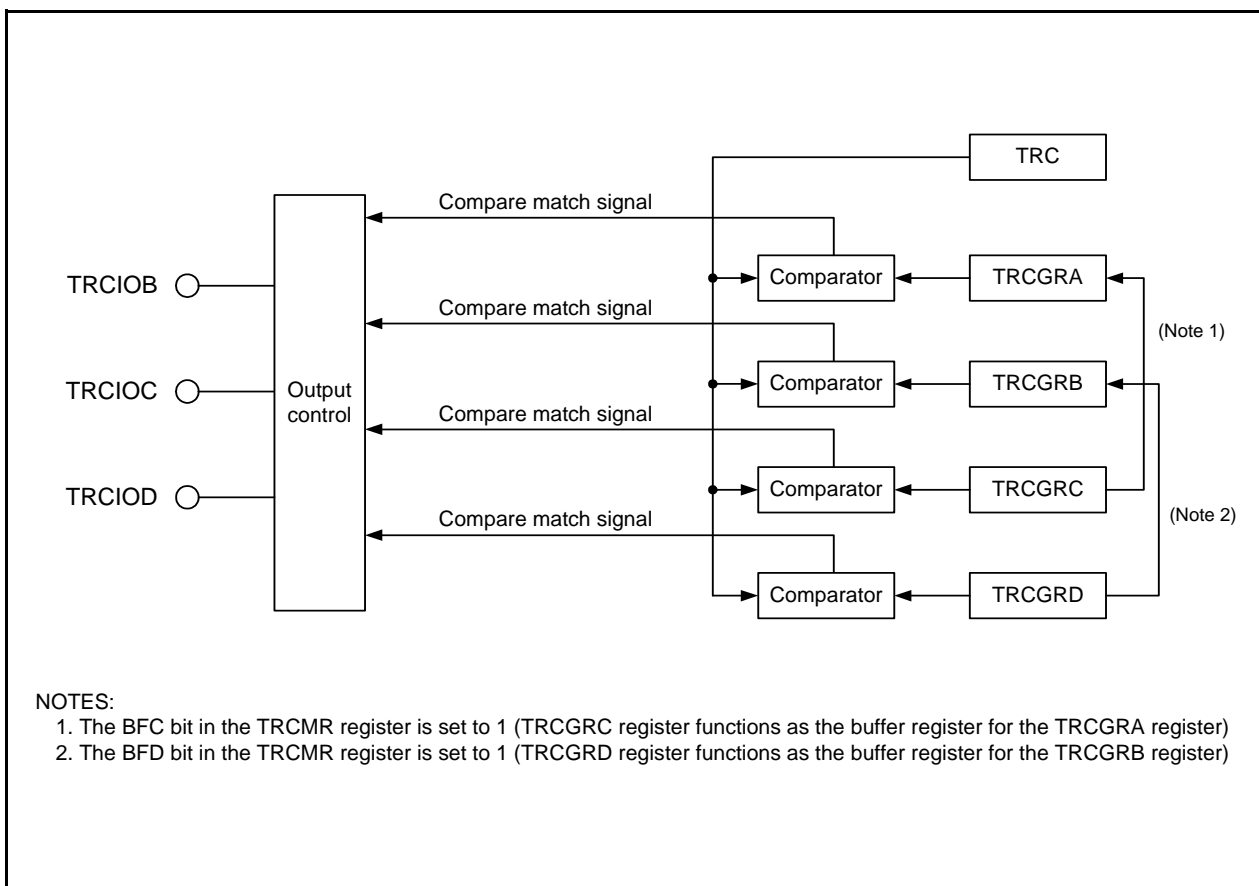 TRC
Compare match signal
Comparator
TRCGRA
TRCIOB
(Note 1)
Compare match signal
Comparator
TRCGRB
TRCIOC
Output
control
Compare match signal
Comparator
TRCGRC
TRCIOD
(Note 2)
Compare match signal
Comparator
TRCGRD
NOTES:
1. The BFC bit in the TRCMR register is set to 1 (TRCGRC register functions as the buffer register for the TRCGRA register)
2. The BFD bit in the TRCMR register is set to 1 (TRCGRD register functions as the buffer register for the TRCGRB register)